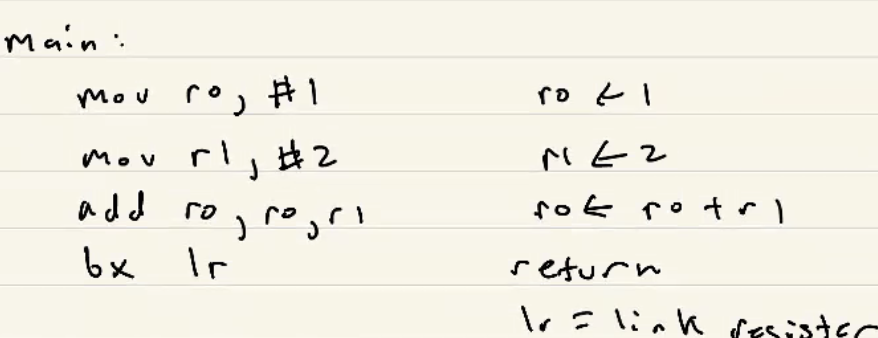 main:
mov r0, #1 r0 ← 1
mov r1, #2 r1 ← 2
add r0, r0, r1 r0 ← r0 + r1
bx lr return
lr = link register